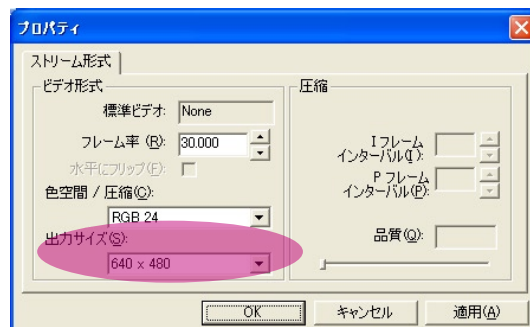 プロパティ
ストリーム形式
ビデオ形式
標準ビデオ: None
フレーム率 (R): 30.000
水平にフリップ(F):
色空間 / 圧縮(C):
RGB 24
出力サイズ(S):
640 x 480
圧縮
I フレーム
インターバル(I):
P フレーム
インターバル(P):
品質(Q):
OK
キャンセル
適用(A)